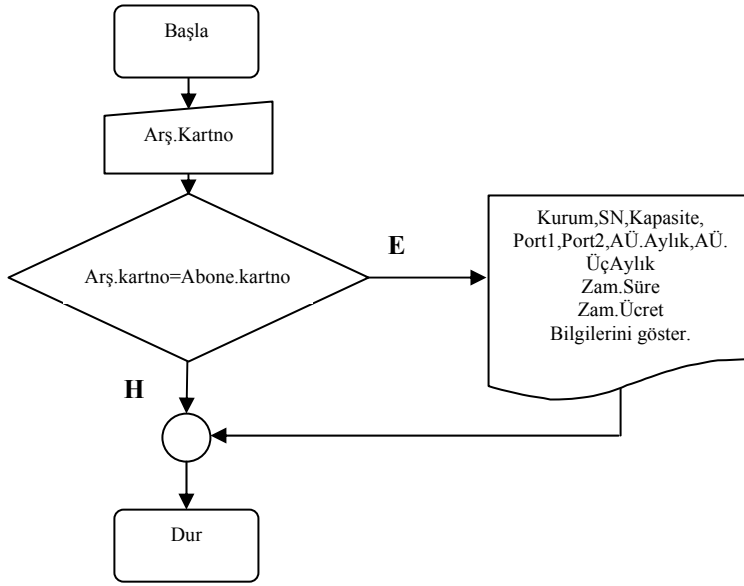 Başla
Arş.Kartno
Arş.kartno=Abone.kartno
E
Kurum,SN,Kapasite,
Port1,Port2,AÜ.Aylık,AÜ.
ÜçAylık
Zam.Süre
Zam.Ücret
Bilgilerini göster.
H
Dur